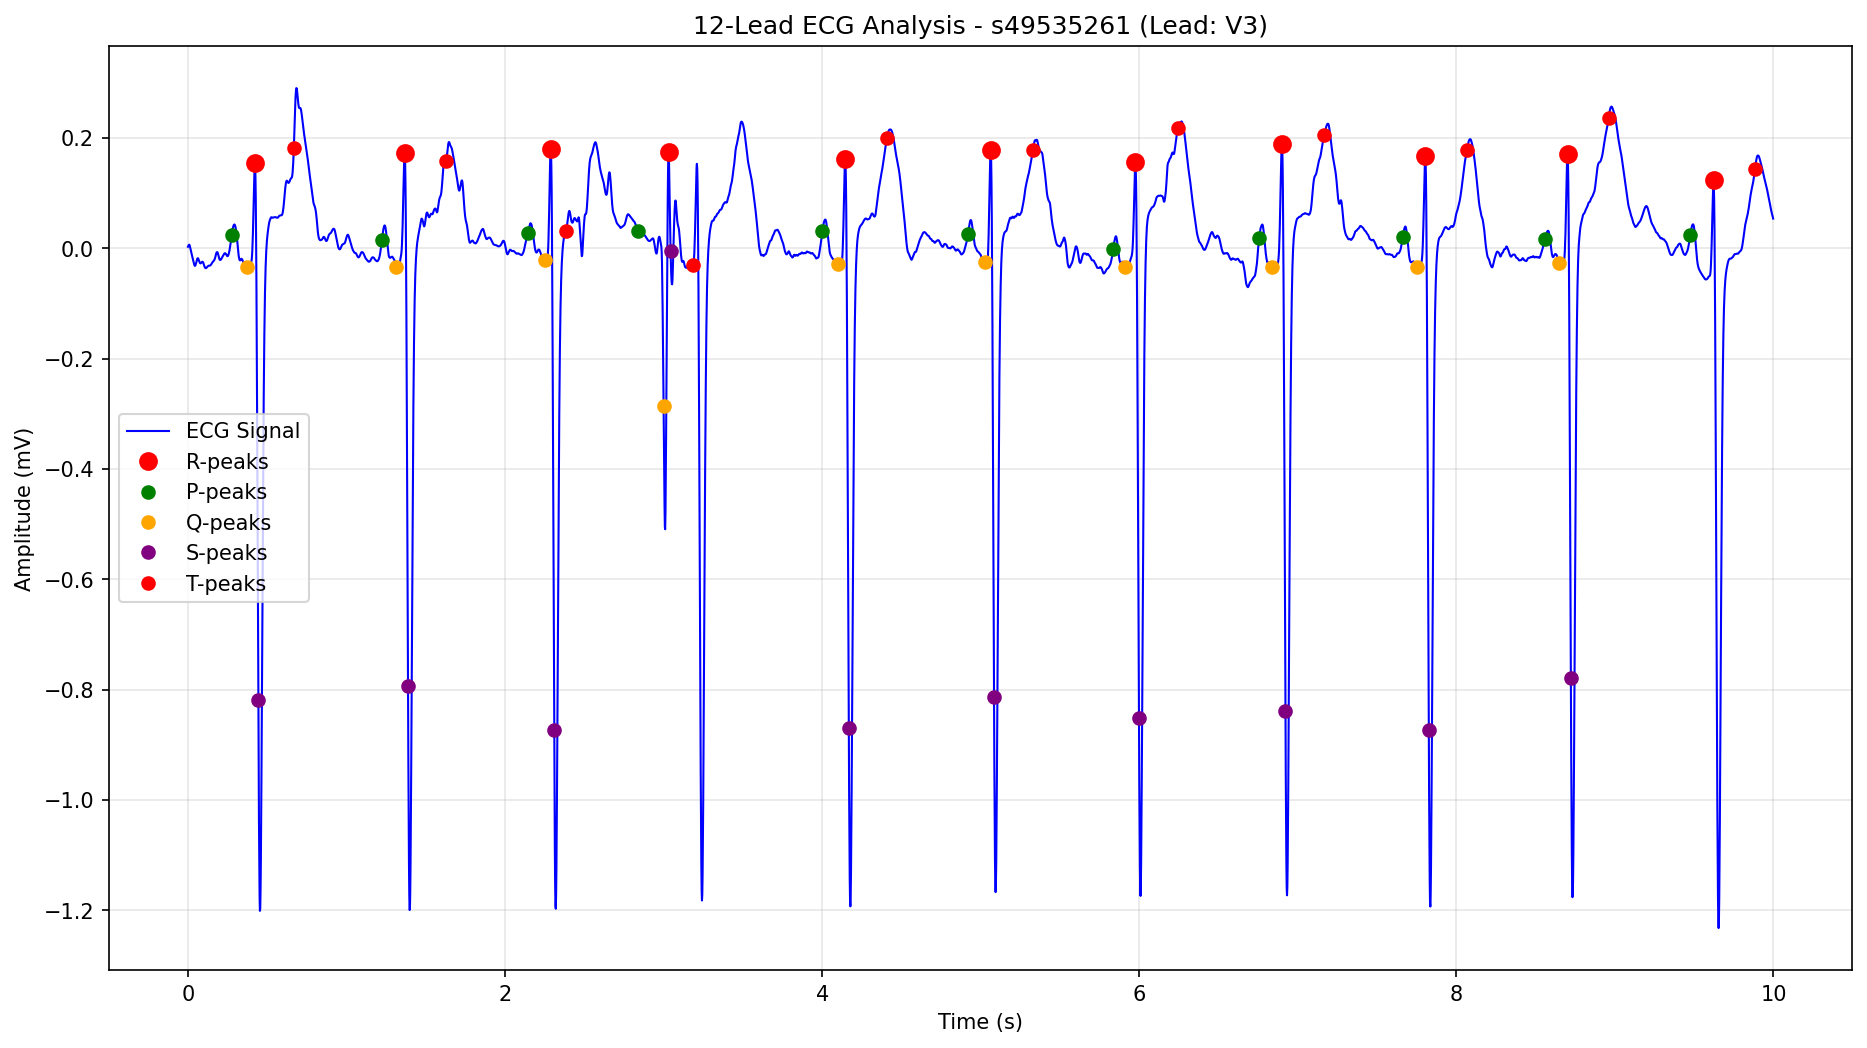 12-Lead ECG Analysis - s49535261 (Lead: V3)
Amplitude (mV)
0.2
0.0
−0.2
−0.4
−0.6
−0.8
−1.0
−1.2
ECG Signal
R-peaks
P-peaks
Q-peaks
S-peaks
T-peaks
0 2 4 6 8 10
Time (s)